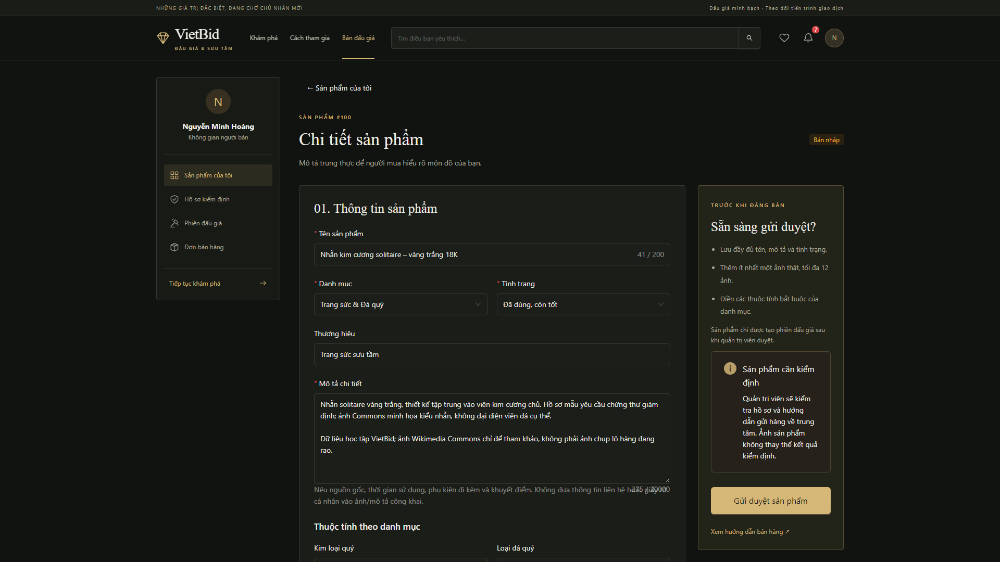 NHỮNG GIÁ TRỊ ĐẶC BIỆT, ĐANG CHỜ CHỦ NHÂN MỚI
Đấu giá minh bạch · Theo dõi tiến trình giao dịch
VietBid
ĐẤU GIÁ & SƯU TẦM
Khám phá
Cách tham gia
Bán đấu giá
Tìm điều bạn yêu thích...
7
N
N
Nguyễn Minh Hoàng
Không gian người bán
Sản phẩm của tôi
Hồ sơ kiểm định
Phiên đấu giá
Đơn bán hàng
Tiếp tục khám phá →
← Sản phẩm của tôi
SẢN PHẨM #100
Chi tiết sản phẩm
Bản nháp
Mô tả trung thực để người mua hiểu rõ món đồ của bạn.
01. Thông tin sản phẩm
* Tên sản phẩm
Nhẫn kim cương solitaire – vàng trắng 18K
41 / 200
* Danh mục
* Tình trạng
Trang sức & Đá quý
Đã dùng, còn tốt
Thương hiệu
Trang sức sưu tầm
* Mô tả chi tiết
Nhẫn solitaire vàng trắng, thiết kế tập trung vào viên kim cương chủ. Hồ sơ mẫu yêu cầu chứng thư giám
định; ảnh Commons minh họa kiểu nhẫn, không đại diện viên đá cụ thể.
Dữ liệu học tập VietBid; ảnh Wikimedia Commons chỉ để tham khảo, không phải ảnh chụp lô hàng đang
rao.
Nêu nguồn gốc, thời gian sử dụng, phụ kiện đi kèm và khuyết điểm. Không đưa thông tin liên hệ hoặc giấy tờ
275 / 20000
cá nhân vào ảnh/mô tả công khai.
Thuộc tính theo danh mục
Kim loại quý
Loại đá quý
TRƯỚC KHI ĐĂNG BÁN
Sẵn sàng gửi duyệt?
Lưu đầy đủ tên, mô tả và tình trạng.
Thêm ít nhất một ảnh thật, tối đa 12
ảnh.
Điền các thuộc tính bắt buộc của
danh mục.
Sản phẩm chỉ được tạo phiên đấu giá sau
khi quản trị viên duyệt.
Sản phẩm cần kiểm
định
Quản trị viên sẽ kiểm
tra hồ sơ và hướng
dẫn gửi hàng về trung
tâm. Ảnh sản phẩm
không thay thế kết quả
kiểm định.
Gửi duyệt sản phẩm
Xem hướng dẫn bán hàng ↗